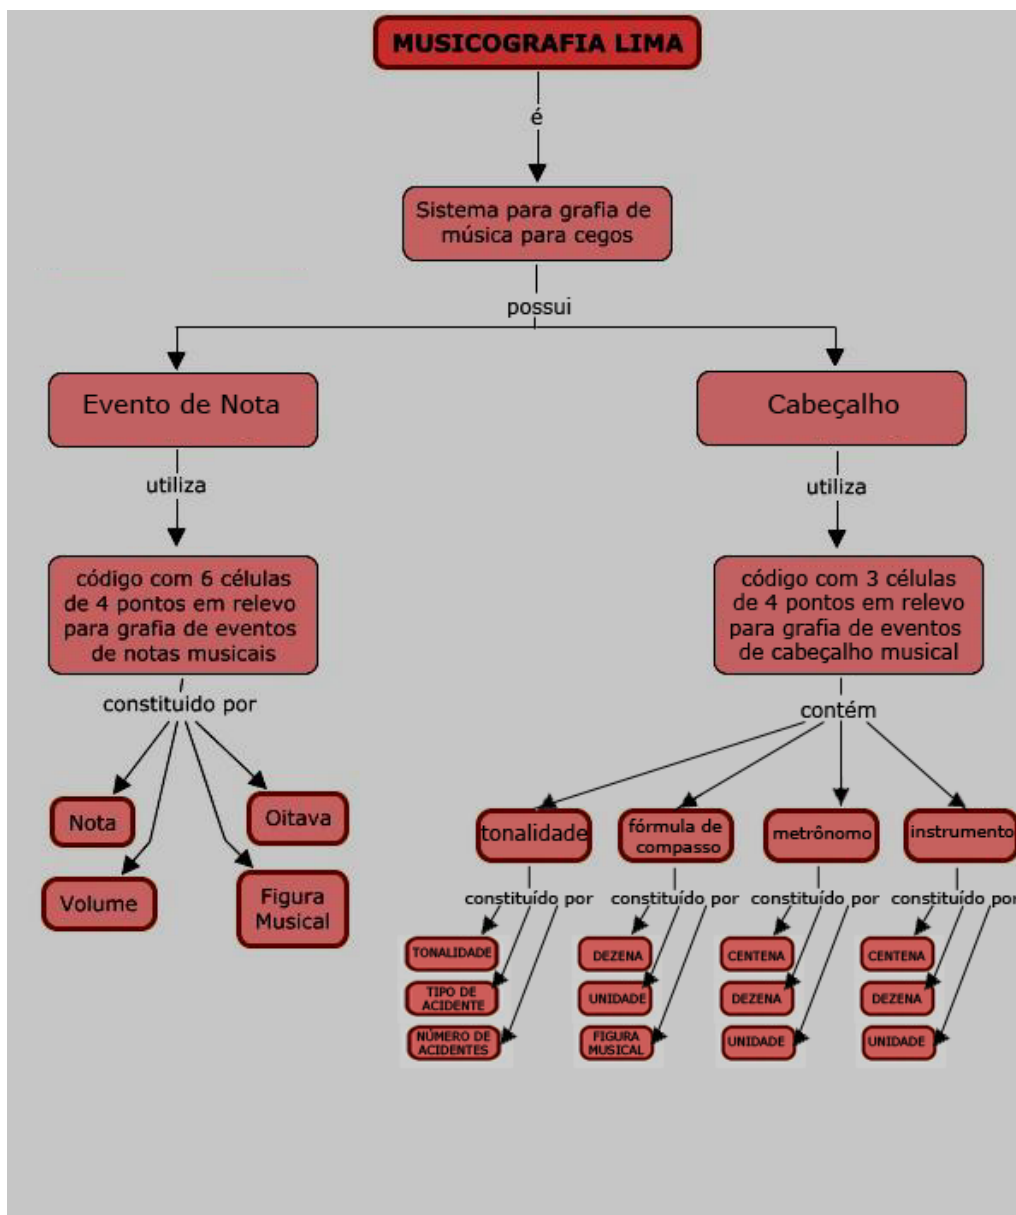 MUSICOGRAFIA LIMA
é
Sistema para grafia de
música para cegos
possui
Evento de Nota
Cabeçalho
utiliza
utiliza
código com 6 células
de 4 pontos em relevo
para grafia de eventos
de notas musicais
código com 3 células
de 4 pontos em relevo
para grafia de eventos
de cabeçalho musical
constituido por
contém
Nota
Oitava
Volume
Figura
Musical
tonalidade
fórmula de
compasso
metrônomo
instrumento
constituído por
constituído por
constituído por
constituído por
TONALIDADE
TIPO DE
ACIDENTE
NÚMERO DE
ACIDENTES
DEZENA
UNIDADE
FIGURA
MUSICAL
CENTENA
DEZENA
UNIDADE
CENTENA
DEZENA
UNIDADE